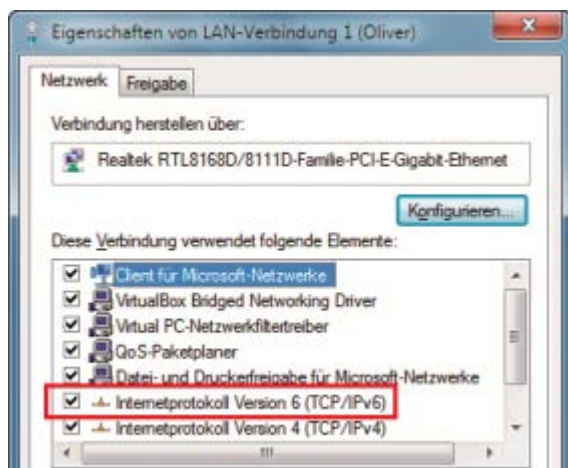 Eigenschaften von LAN-Verbindung 1 (Oliver)
Netzwerk Freigabe
Verbindung herstellen über:
Realtek RTL8168D/8111D-Familie-PCI-E-Gigabit-Ethernet
Konfigurieren...
Diese Verbindung verwendet folgende Elemente:
Client für Microsoft-Netzwerke
VirtualBox Bridged Networking Driver
Virtual PC-Netzwerkfiltertreiber
QoS-Paketplaner
Datei- und Druckerfreigabe für Microsoft-Netzwerke
Internetprotokoll Version 6 (TCP/IPv6)
Internetprotokoll Version 4 (TCP/IPv4)